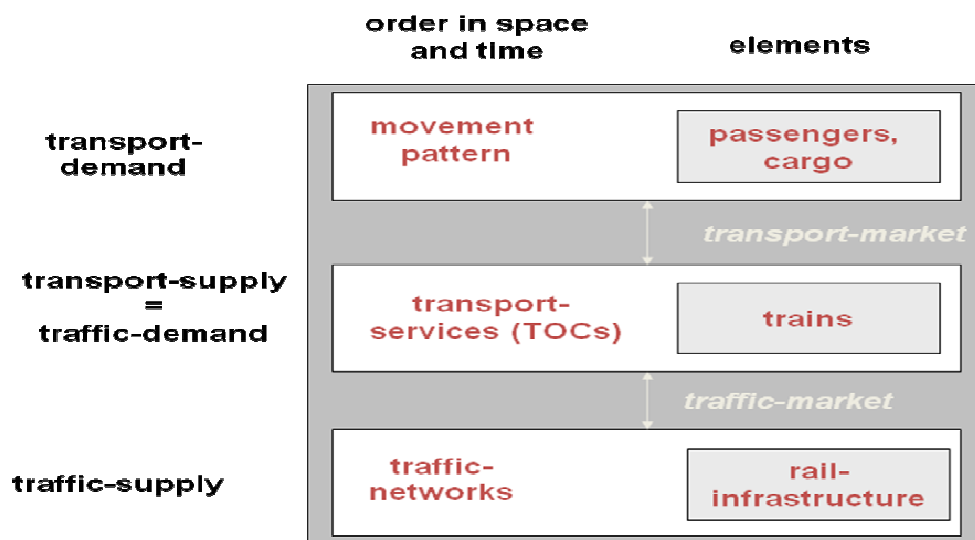 order in space
and time
elements
transport-
demand
movement
pattern
passengers,
cargo
transport-market
transport-supply
=
traffic-demand
transport-
services (TOCs)
trains
traffic-market
traffic-supply
traffic-
networks
rail-
infrastructure